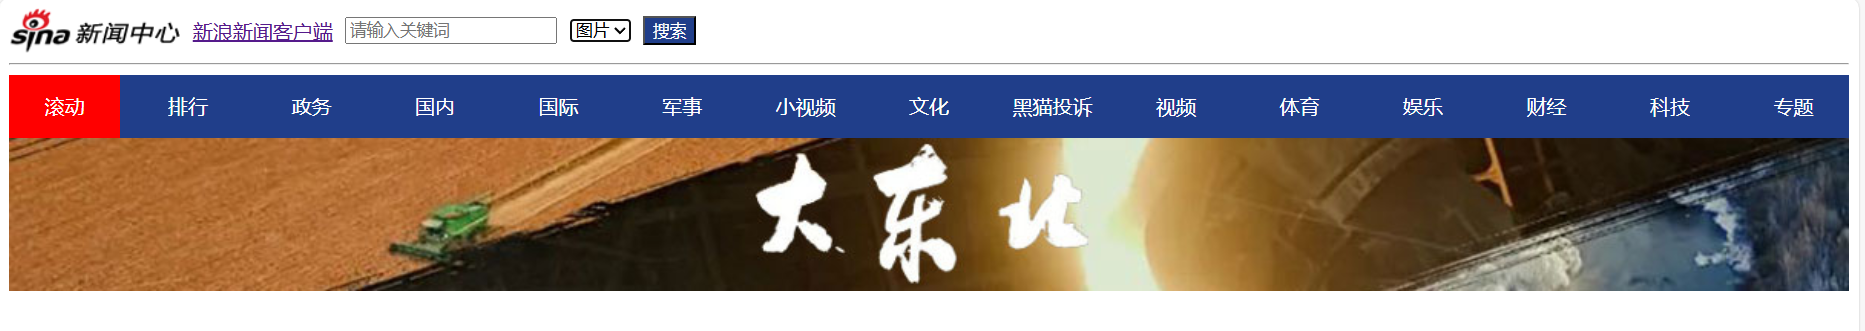 sina 新闻中心 新浪新闻客户端 请输入关键词 图片 搜索
滚动 排行 政务 国内 国际 军事 小视频 文化 黑猫投诉 视频 体育 娱乐 财经 科技 专题
大东北